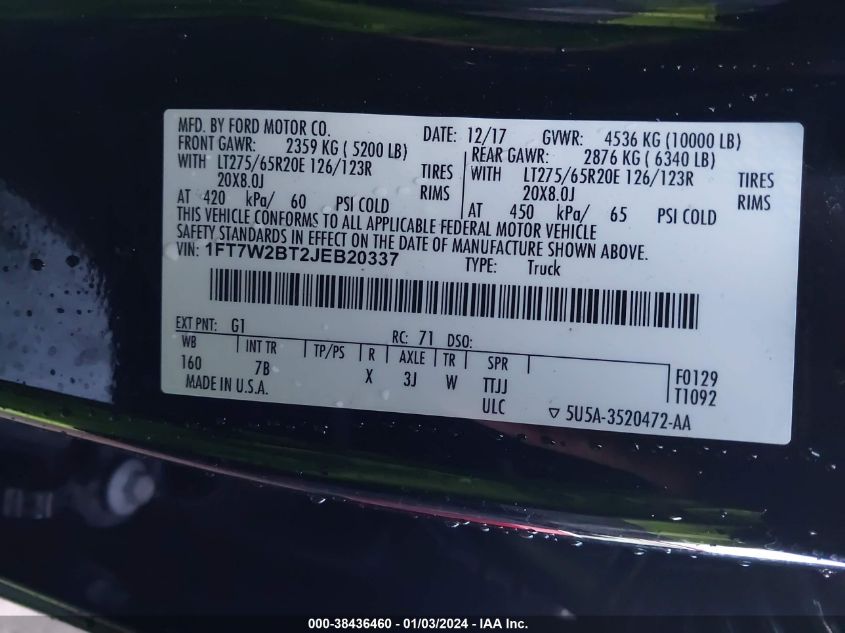 MFD. BY FORD MOTOR CO. DATE: 12/17 GVWR: 4536 KG (10000 LB)
FRONT GAWR: 2359 KG ( 5200 LB) REAR GAWR: 2876 KG ( 6340 LB)
WITH LT275/65R20E 126/123R TIRES WITH LT275/65R20E 126/123R TIRES
20X8.0J RIMS 20X8.0J RIMS
AT 420 kPa/ 60 PSI COLD AT 450 kPa/ 65 PSI COLD
THIS VEHICLE CONFORMS TO ALL APPLICABLE FEDERAL MOTOR VEHICLE
SAFETY STANDARDS IN EFFECT ON THE DATE OF MANUFACTURE SHOWN ABOVE.
VIN: 1FT7W2BT2JEB20337 TYPE: Truck
EXT PNT: G1 RC: 71 DSO:
WB INT TR TP/PS R AXLE TR SPR
160 7B X 3J W TTJJ F0129
MADE IN U.S.A. ULC T1092
▽ 5U5A-3520472-AA
000-38436460 - 01/03/2024 - IAA Inc.